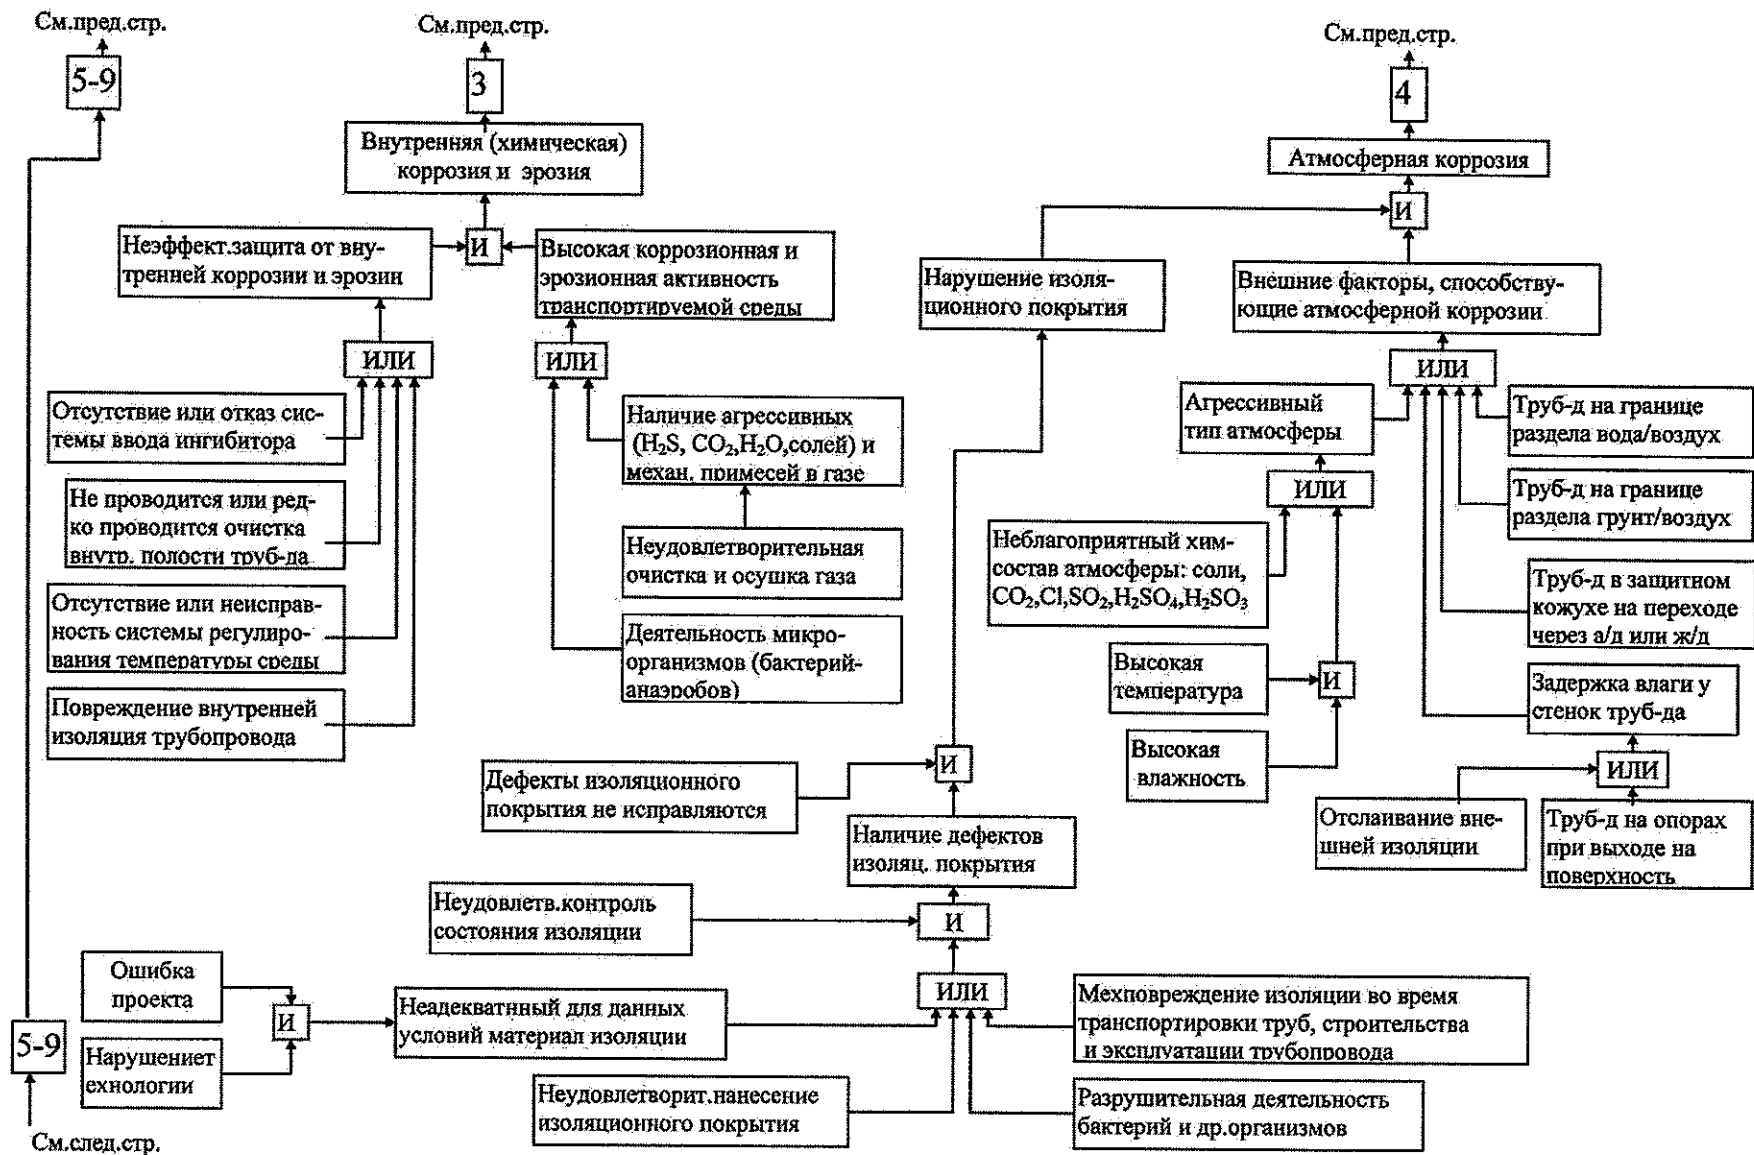 См.пред.стр.
5-9
См.пред.стр.
3
Внутренняя (химическая)
коррозия и эрозия
И
Неэффект.защита от вну-
тренней коррозии и эрозии
Высокая коррозионная и
эрозионная активность
транспортируемой среды
ИЛИ
ИЛИ
Отсутствие или отказ сис-
темы ввода ингибитора
Не проводится или ред-
ко проводится очистка
внутр. полости труб-да
Отсутствие или неисправ-
ность системы регулиро-
вания температуры среды
Повреждение внутренней
изоляция трубопровода
Наличие агрессивных
(H₂S, CO₂,H₂O,солей) и
механ. примесей в газе
Неудовлетворительная
очистка и осушка газа
Деятельность микро-
организмов (бактерий-
анаэробов)
См.пред.стр.
4
Атмосферная коррозия
И
Нарушение изоля-
ционного покрытия
Внешние факторы, способству-
ющие атмосферной коррозии
ИЛИ
Агрессивный
тип атмосферы
ИЛИ
Неблагоприятный хим-
состав атмосферы: соли,
CO₂,Cl,SO₂,H₂SO₄,H₂SO₃
Высокая
температура
И
Высокая
влажность
Труб-д на границе
раздела вода/воздух
Труб-д на границе
раздела грунт/воздух
Труб-д в защитном
кожухе на переходе
через а/д или ж/д
Задержка влаги у
стенок труб-да
ИЛИ
Отслаивание вне-
шней изоляции
Труб-д на опорах
при выходе на
поверхность
И
Дефекты изоляционного
покрытия не исправляются
Наличие дефектов
изоляц. покрытия
Неудовлетв.контроль
состояния изоляции
И
ИЛИ
Ошибка
проекта
И
Нарушениет
ехнологии
Неадекватнный для данных
условий материал изоляции
Неудовлетворит.нанесение
изоляционного покрытия
Мехповреждение изоляции во время
транспортировки труб, строительства
и эксплуатации трубопровода
Разрушительная деятельность
бактерий и др.организмов
5-9
См.след.стр.